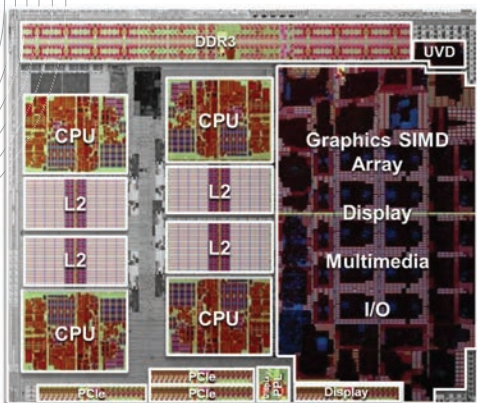 DDR3
UVD
CPU
CPU
Graphics SIMD
Array
L2
L2
Display
L2
L2
Multimedia
I/O
CPU
CPU
PCIe
PCIe
PCIe
Display